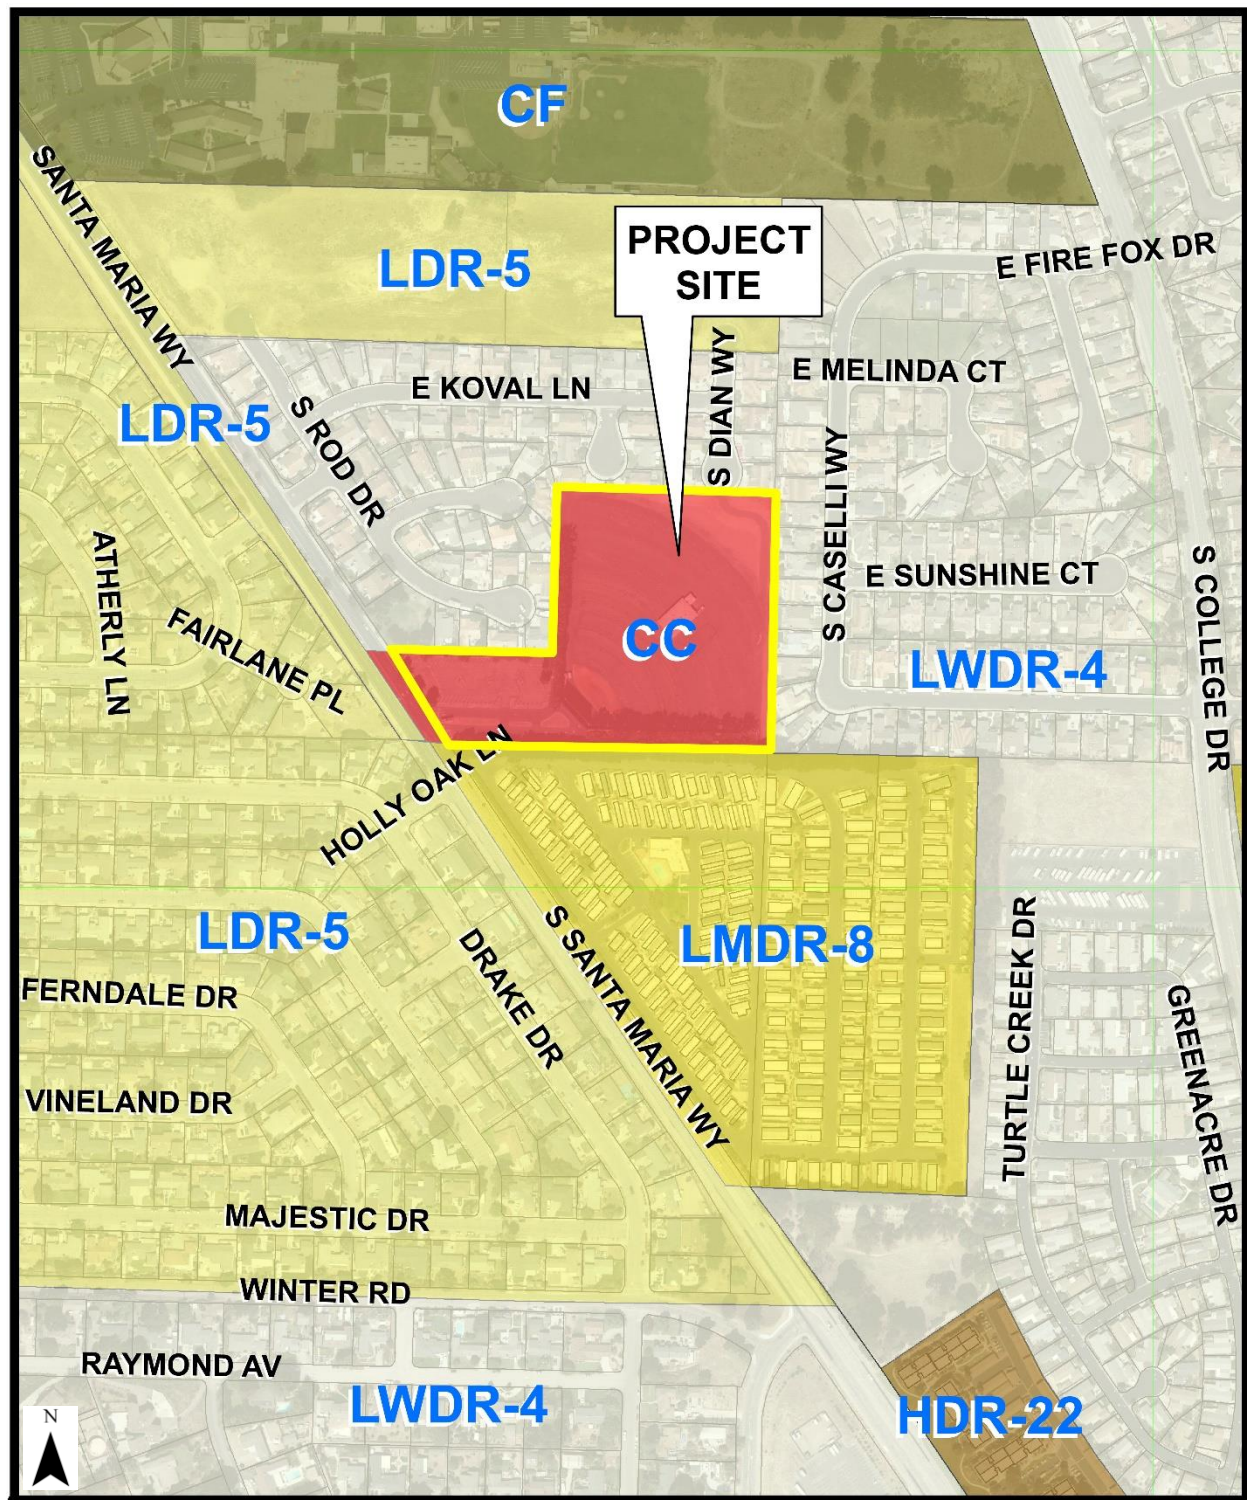 CF
SANTA MARIA WY
LDR-5
PROJECT
SITE
E FIRE FOX DR
S DIAN WY
E MELINDA CT
E KOVAL LN
LDR-5
S ROD DR
S CASELLI WY
ATHERLY LN
FAIRLANE PL
E SUNSHINE CT
S COLLEGE DR
CC
LWDR-4
HOLLY OAK LN
LDR-5
S SANTA MARIA WY
LMDR-8
DRAKE DR
TURTLE CREEK DR
GREENACRE DR
FERNDALE DR
VINELAND DR
MAJESTIC DR
WINTER RD
RAYMOND AV
LWDR-4
HDR-22
N